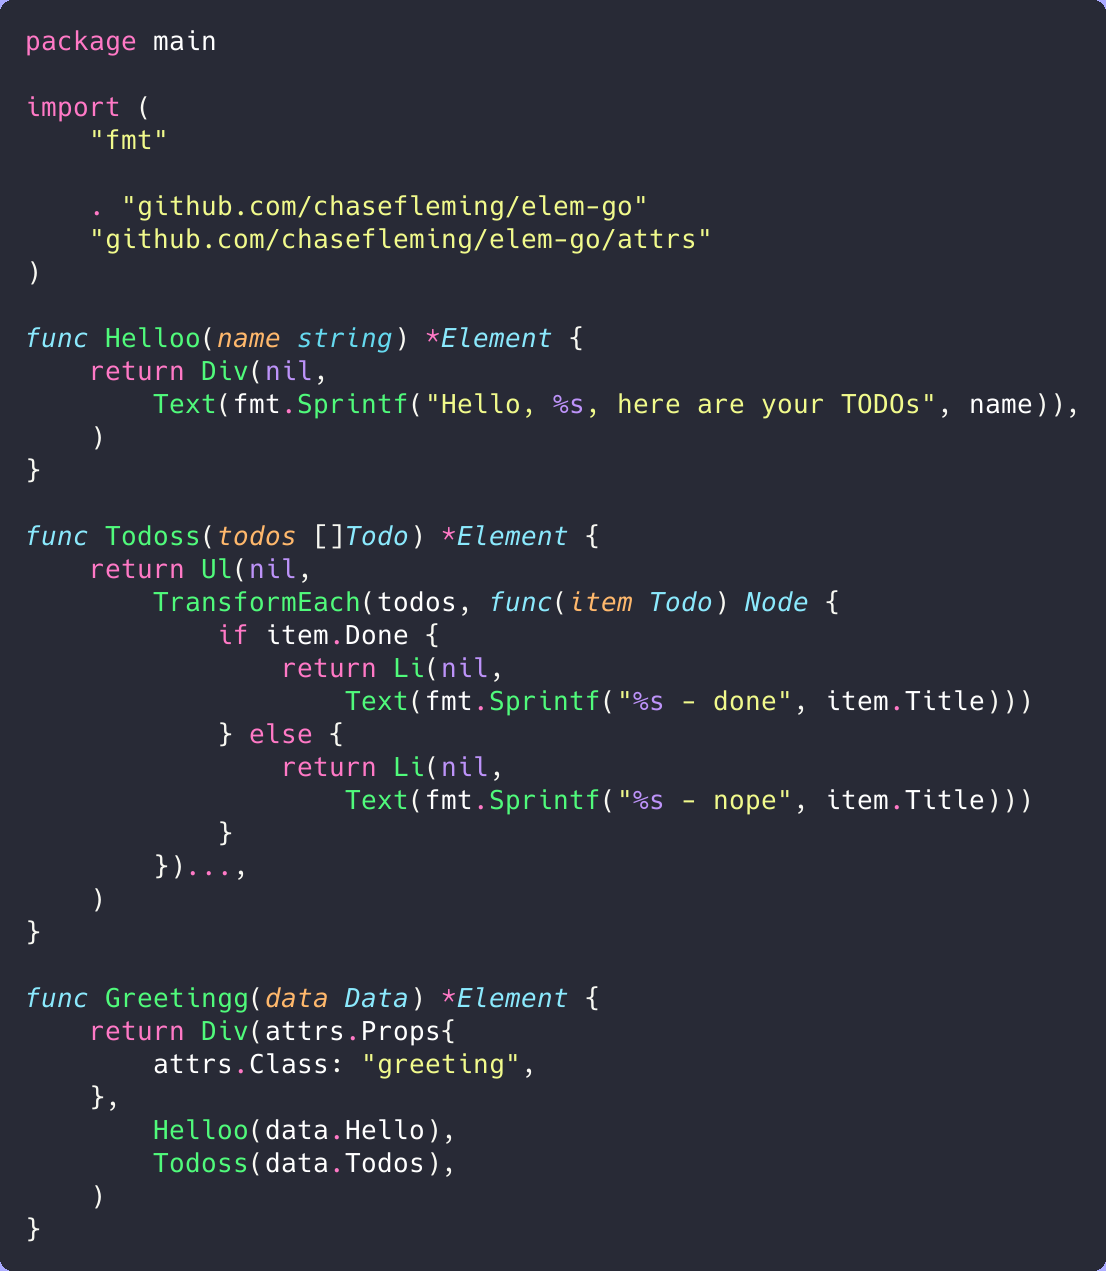 package main

import (
    "fmt"

    . "github.com/chasefleming/elem-go"
    "github.com/chasefleming/elem-go/attrs"
)

func Helloo(name string) *Element {
    return Div(nil,
        Text(fmt.Sprintf("Hello, %s, here are your TODOs", name)),
    )
}

func Todoss(todos []Todo) *Element {
    return Ul(nil,
        TransformEach(todos, func(item Todo) Node {
            if item.Done {
                return Li(nil,
                    Text(fmt.Sprintf("%s - done", item.Title)))
            } else {
                return Li(nil,
                    Text(fmt.Sprintf("%s - nope", item.Title)))
            }
        })...,
    )
}

func Greetingg(data Data) *Element {
    return Div(attrs.Props{
        attrs.Class: "greeting",
    },
        Helloo(data.Hello),
        Todoss(data.Todos),
    )
}